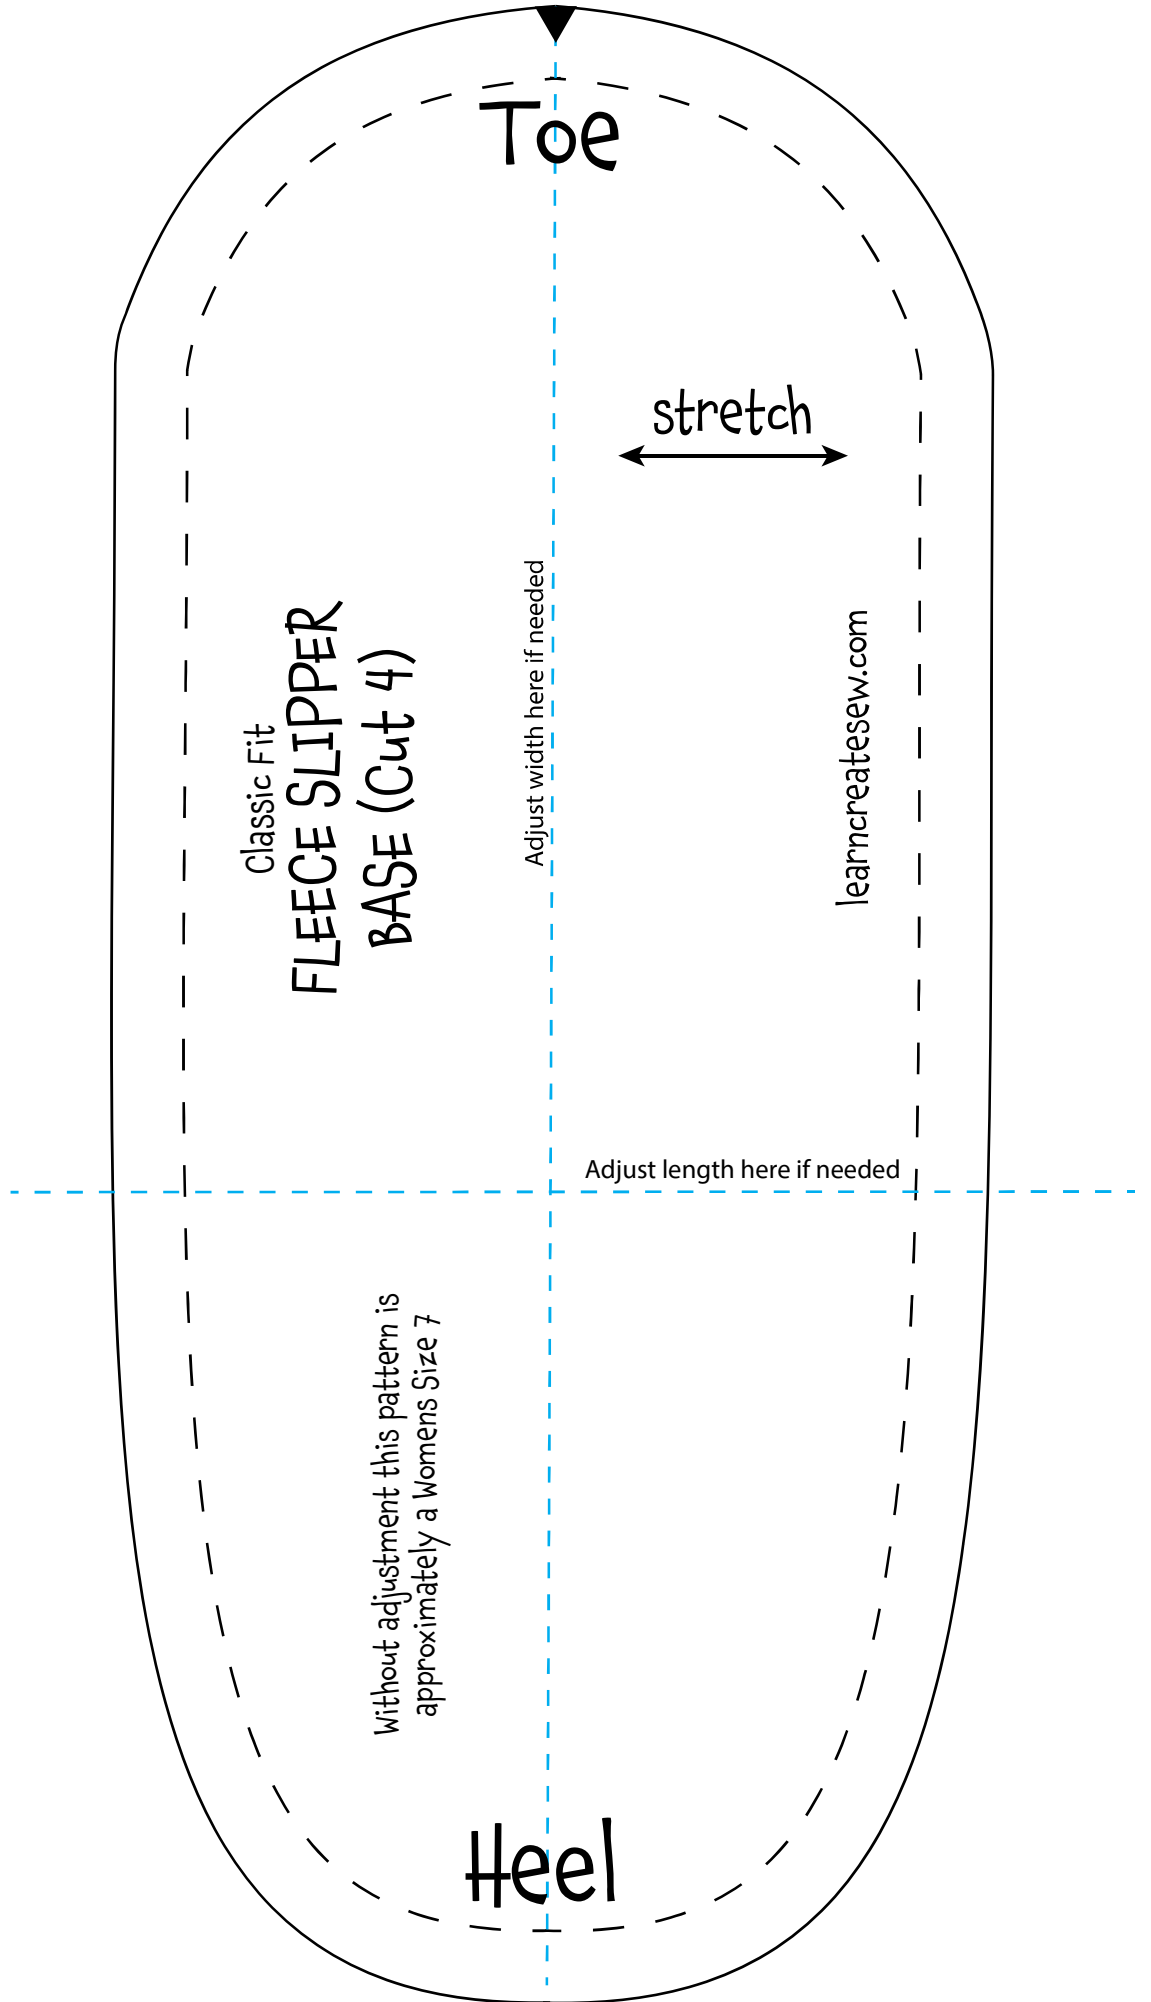 Toe
stretch
Adjust width here if needed
Classic Fit
FLEECE SLIPPER
BASE (Cut 4)
learncreatesew.com
Adjust length here if needed
Without adjustment this pattern is
approximately a Womens Size 7
Heel